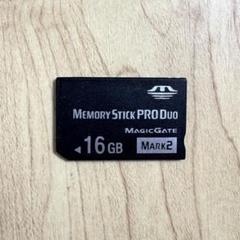 MEMORY STICK PRO DUO
MAGICGATE
16 GB MARK2